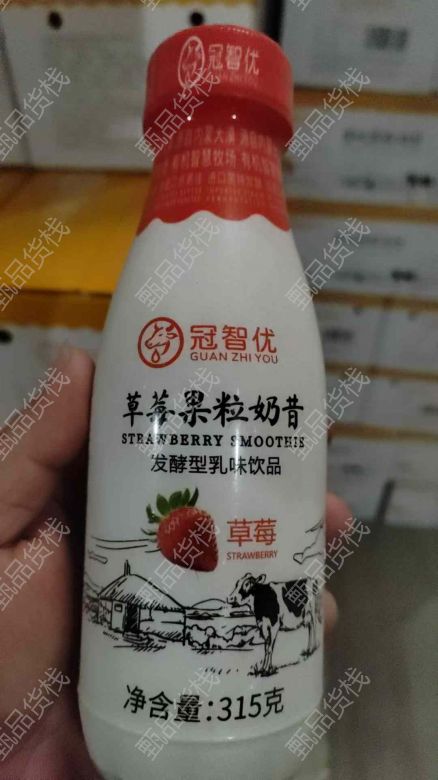 冠智优
冠智优
GUAN ZHI YOU
草莓果粒奶昔
STRAWBERRY SMOOTHIE
发酵型乳味饮品
草莓
STRAWBERRY
净含量:315克
甄品货栈